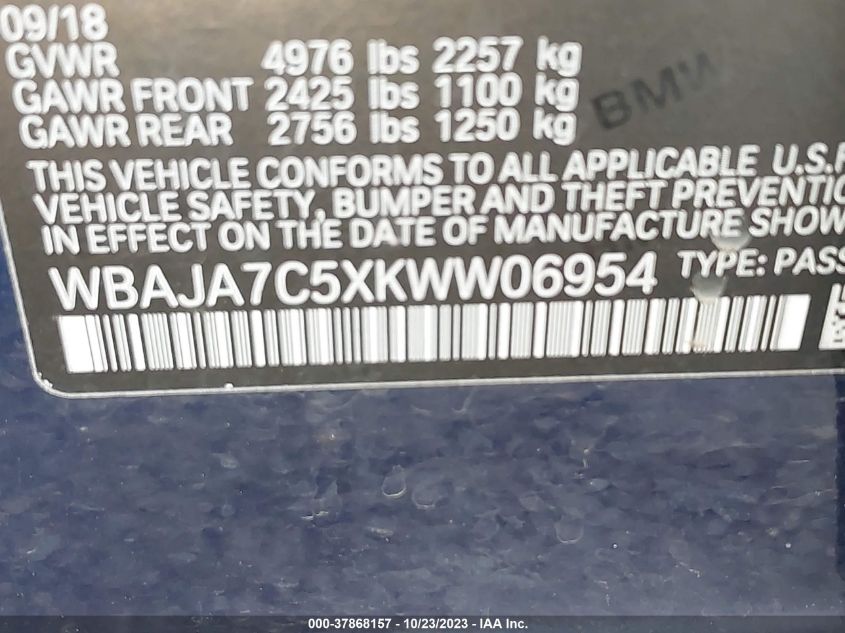 09/18
GVWR 4976 lbs 2257 kg
GAWR FRONT 2425 lbs 1100 kg
GAWR REAR 2756 lbs 1250 kg
BMW
THIS VEHICLE CONFORMS TO ALL APPLICABLE U.S.F
VEHICLE SAFETY, BUMPER AND THEFT PREVENTIO
IN EFFECT ON THE DATE OF MANUFACTURE SHOW
WBAJA7C5XKWW06954 TYPE: PASS
000-37868157 - 10/23/2023 - IAA Inc.